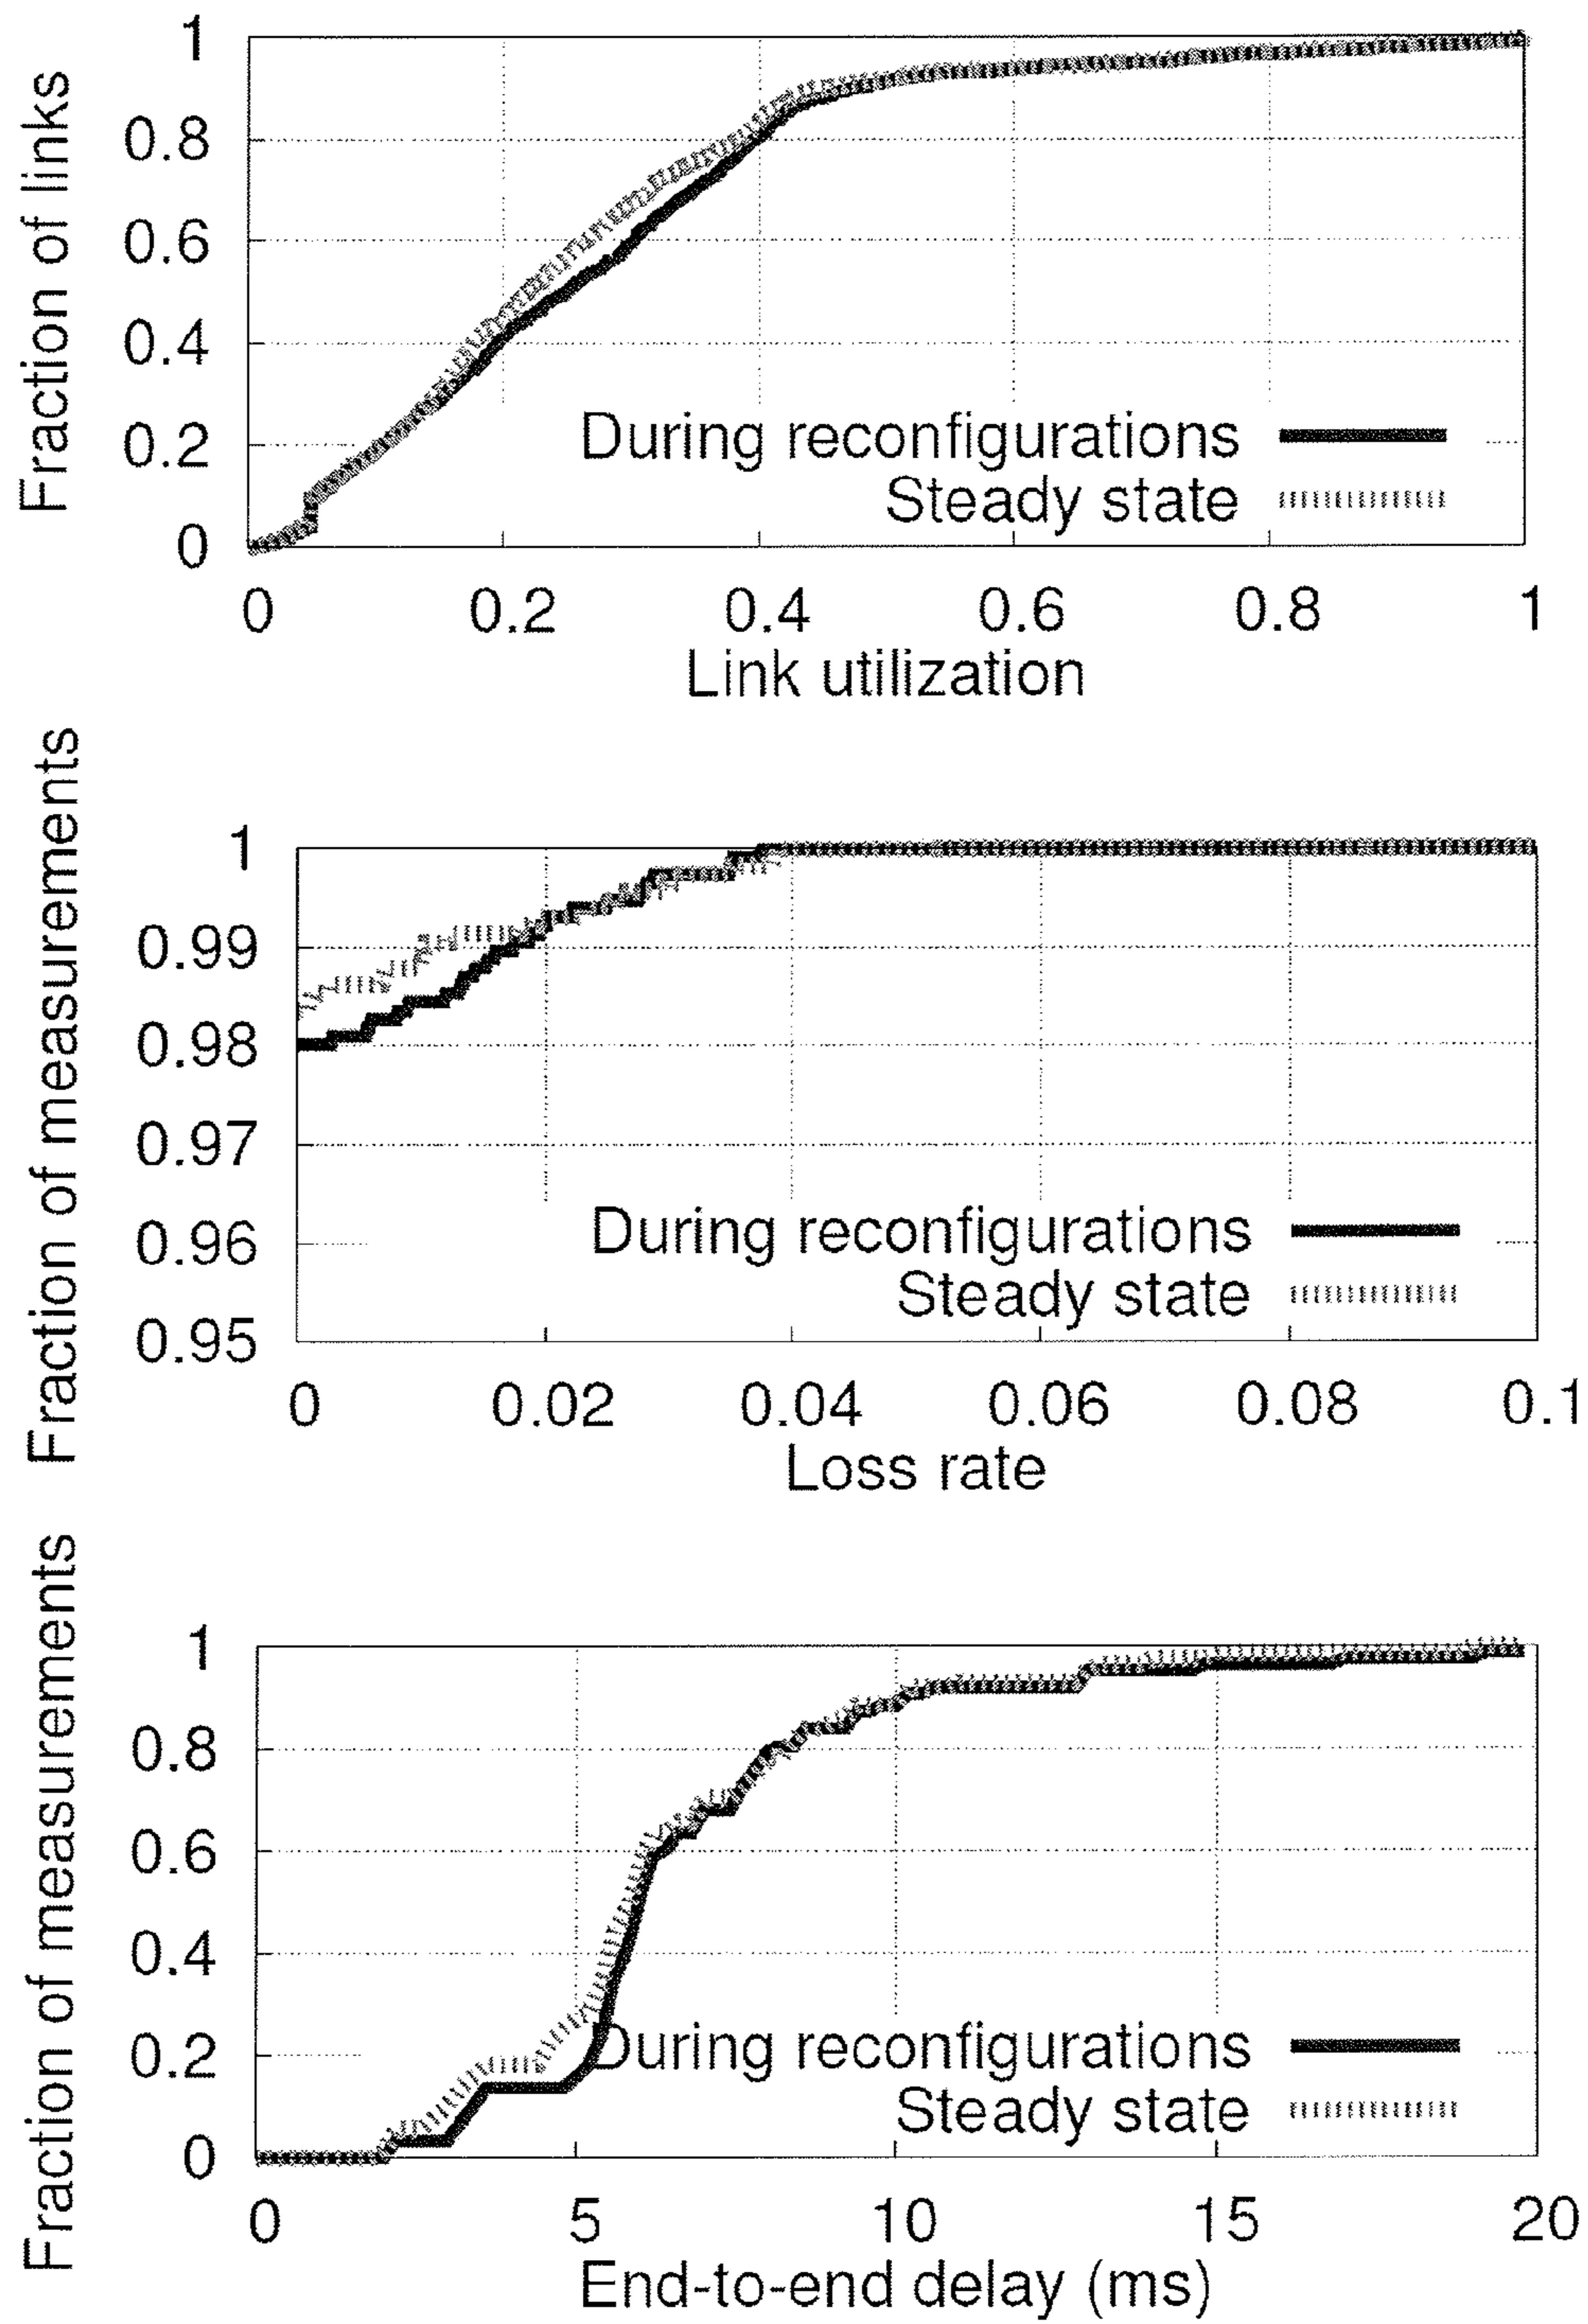 Fraction of links
1
0.8
0.6
0.4
0.2
0
During reconfigurations
Steady state
0 0.2 0.4 0.6 0.8 1
Link utilization
Fraction of measurements
1
0.99
0.98
0.97
0.96
0.95
During reconfigurations
Steady state
0 0.02 0.04 0.06 0.08 0.1
Loss rate
Fraction of measurements
1
0.8
0.6
0.4
0.2
0
During reconfigurations
Steady state
0 5 10 15 20
End-to-end delay (ms)